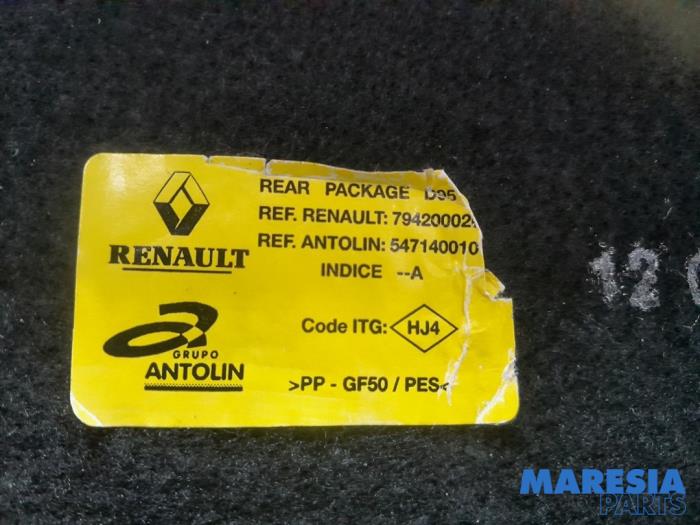 REAR PACKAGE D95
REF. RENAULT: 79420002
REF. ANTOLIN: 547140010
INDICE --A
RENAULT
Code ITG: HJ4
GRUPO
ANTOLIN
>PP - GF50 / PES<
12
MARESIA
PARTS